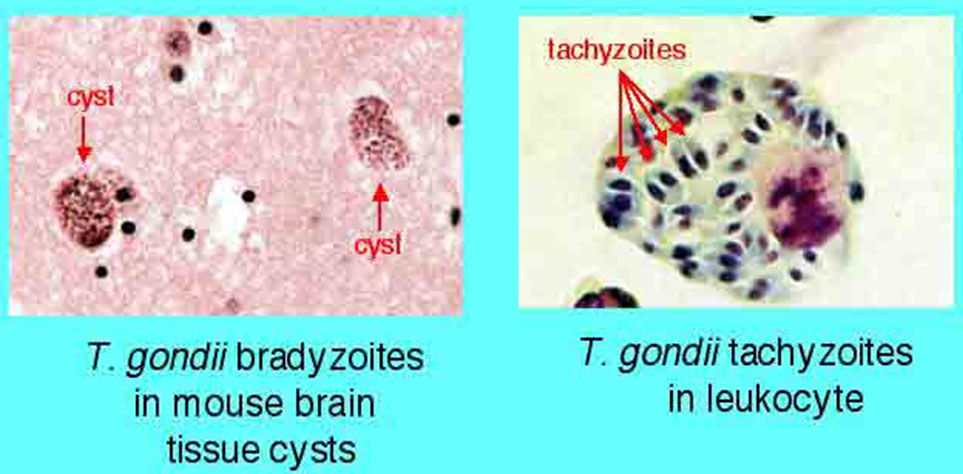 cyst
cyst
T. gondii bradyzoites
in mouse brain
tissue cysts
tachyzoites
T. gondii tachyzoites
in leukocyte